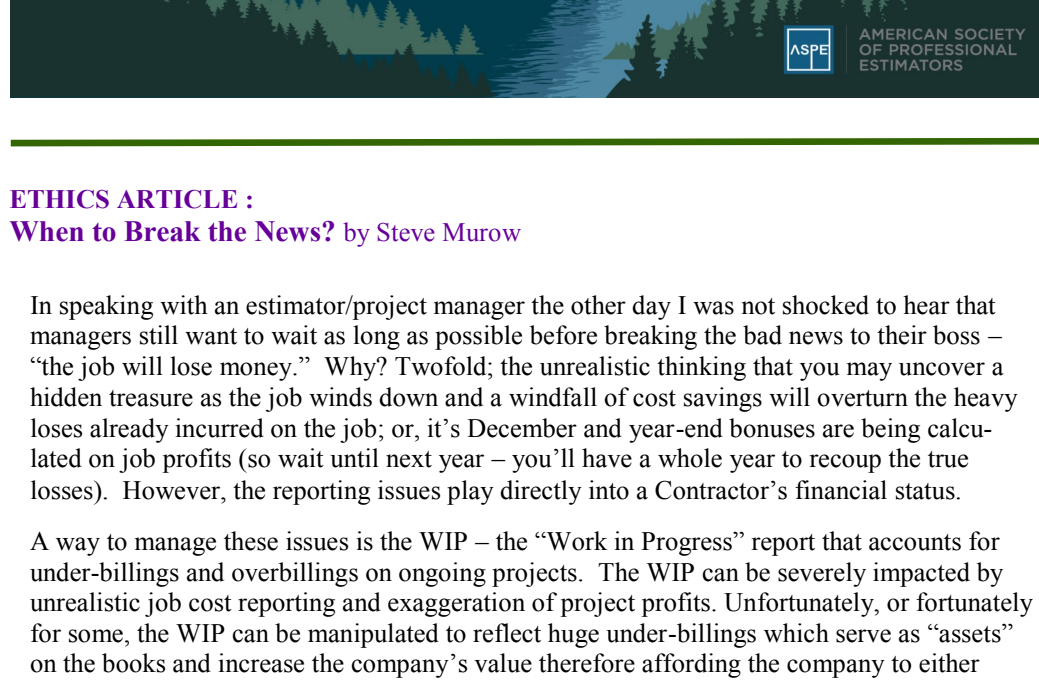 ASPE
AMERICAN SOCIETY
OF PROFESSIONAL
ESTIMATORS
ETHICS ARTICLE :
When to Break the News? by Steve Murow
In speaking with an estimator/project manager the other day I was not shocked to hear that
managers still want to wait as long as possible before breaking the bad news to their boss –
“the job will lose money.”  Why? Twofold; the unrealistic thinking that you may uncover a
hidden treasure as the job winds down and a windfall of cost savings will overturn the heavy
loses already incurred on the job; or, it’s December and year-end bonuses are being calcu-
lated on job profits (so wait until next year – you’ll have a whole year to recoup the true
losses).  However, the reporting issues play directly into a Contractor’s financial status.
A way to manage these issues is the WIP – the “Work in Progress” report that accounts for
under-billings and overbillings on ongoing projects.  The WIP can be severely impacted by
unrealistic job cost reporting and exaggeration of project profits. Unfortunately, or fortunately
for some, the WIP can be manipulated to reflect huge under-billings which serve as “assets”
on the books and increase the company’s value therefore affording the company to either